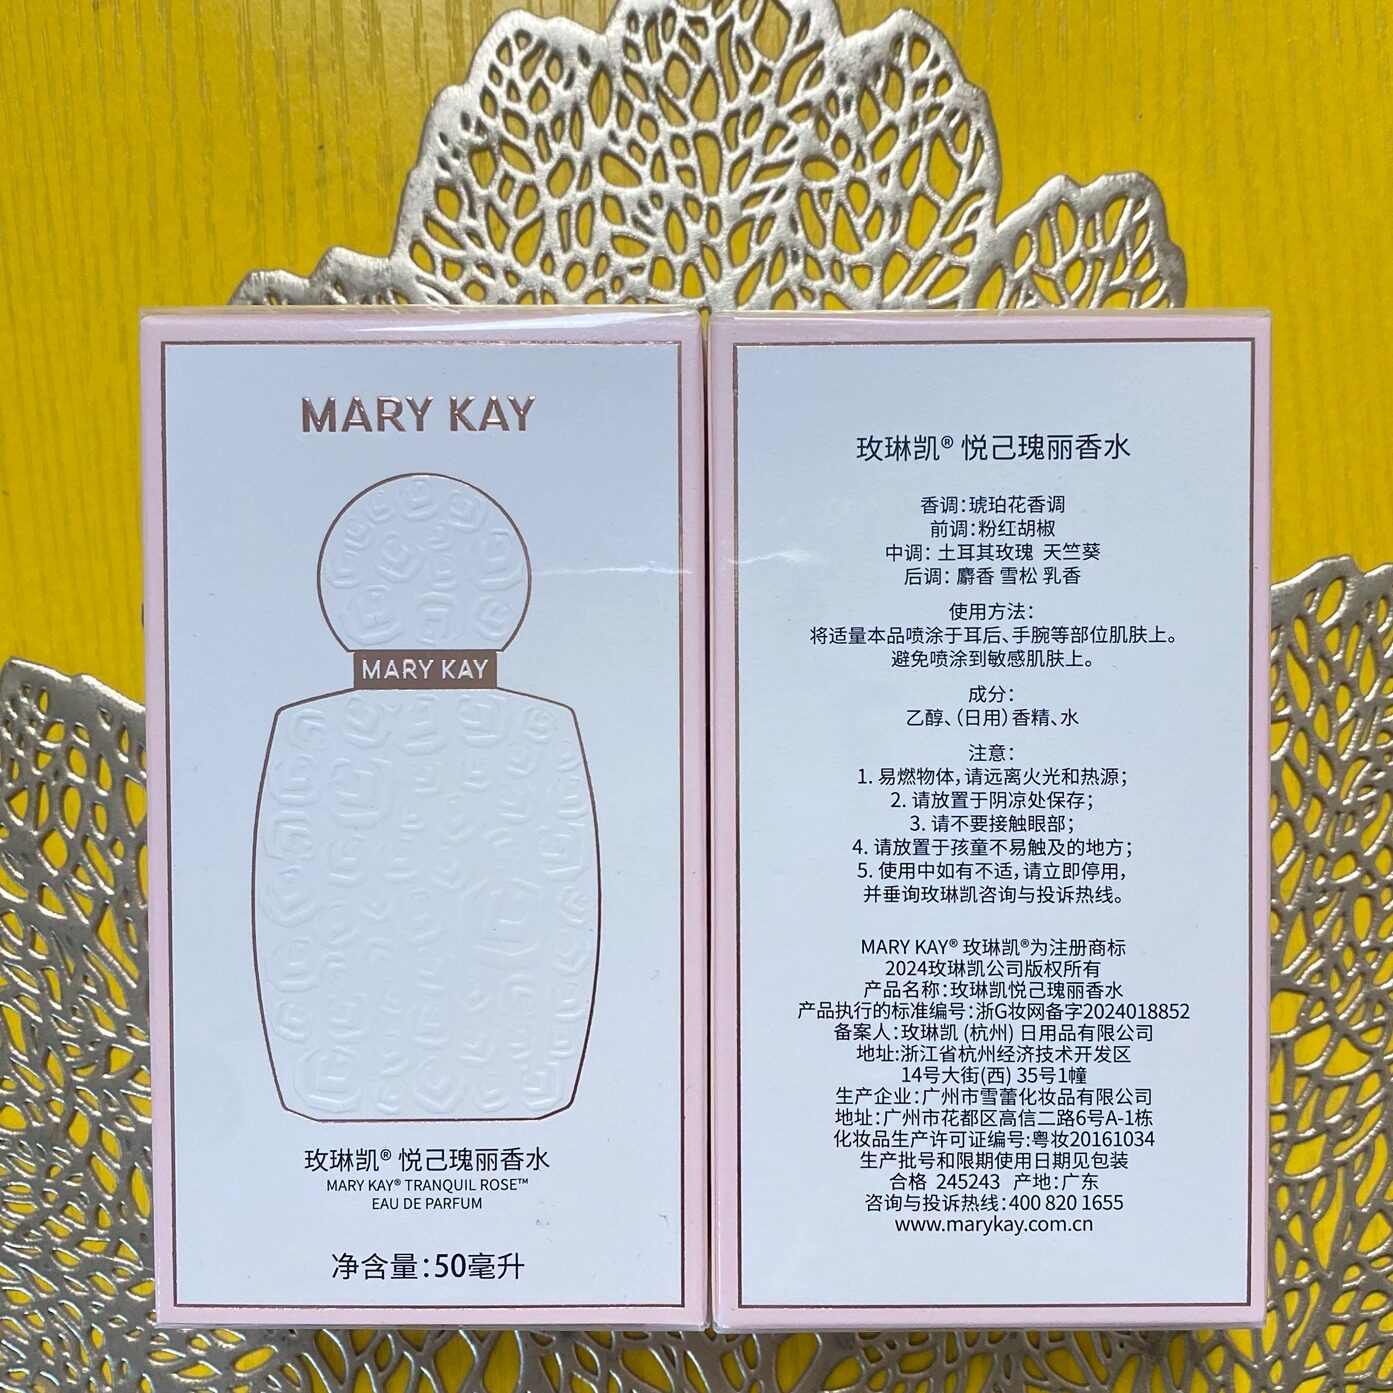 MARY KAY
MARY KAY
玫琳凯® 悦己瑰丽香水
MARY KAY® TRANQUIL ROSE™
EAU DE PARFUM
净含量:50毫升
玫琳凯® 悦己瑰丽香水
香调:琥珀花香调
前调:粉红胡椒
中调: 土耳其玫瑰 天竺葵
后调: 麝香 雪松 乳香
使用方法:
将适量本品喷涂于耳后、手腕等部位肌肤上。
避免喷涂到敏感肌肤上。
成分:
乙醇、(日用)香精、水
注意:
1. 易燃物体,请远离火光和热源;
2. 请放置于阴凉处保存;
3. 请不要接触眼部;
4. 请放置于孩童不易触及的地方;
5. 使用中如有不适,请立即停用,
并垂询玫琳凯咨询与投诉热线。
MARY KAY® 玫琳凯®为注册商标
2024玫琳凯公司版权所有
产品名称:玫琳凯悦己瑰丽香水
产品执行的标准编号:浙G妆网备字2024018852
备案人:玫琳凯 (杭州) 日用品有限公司
地址:浙江省杭州经济技术开发区
14号大街(西) 35号1幢
生产企业:广州市雪蕾化妆品有限公司
地址:广州市花都区高信二路6号A-1栋
化妆品生产许可证编号:粤妆20161034
生产批号和限期使用日期见包装
合格 245243 产地:广东
咨询与投诉热线:400 820 1655
www.marykay.com.cn